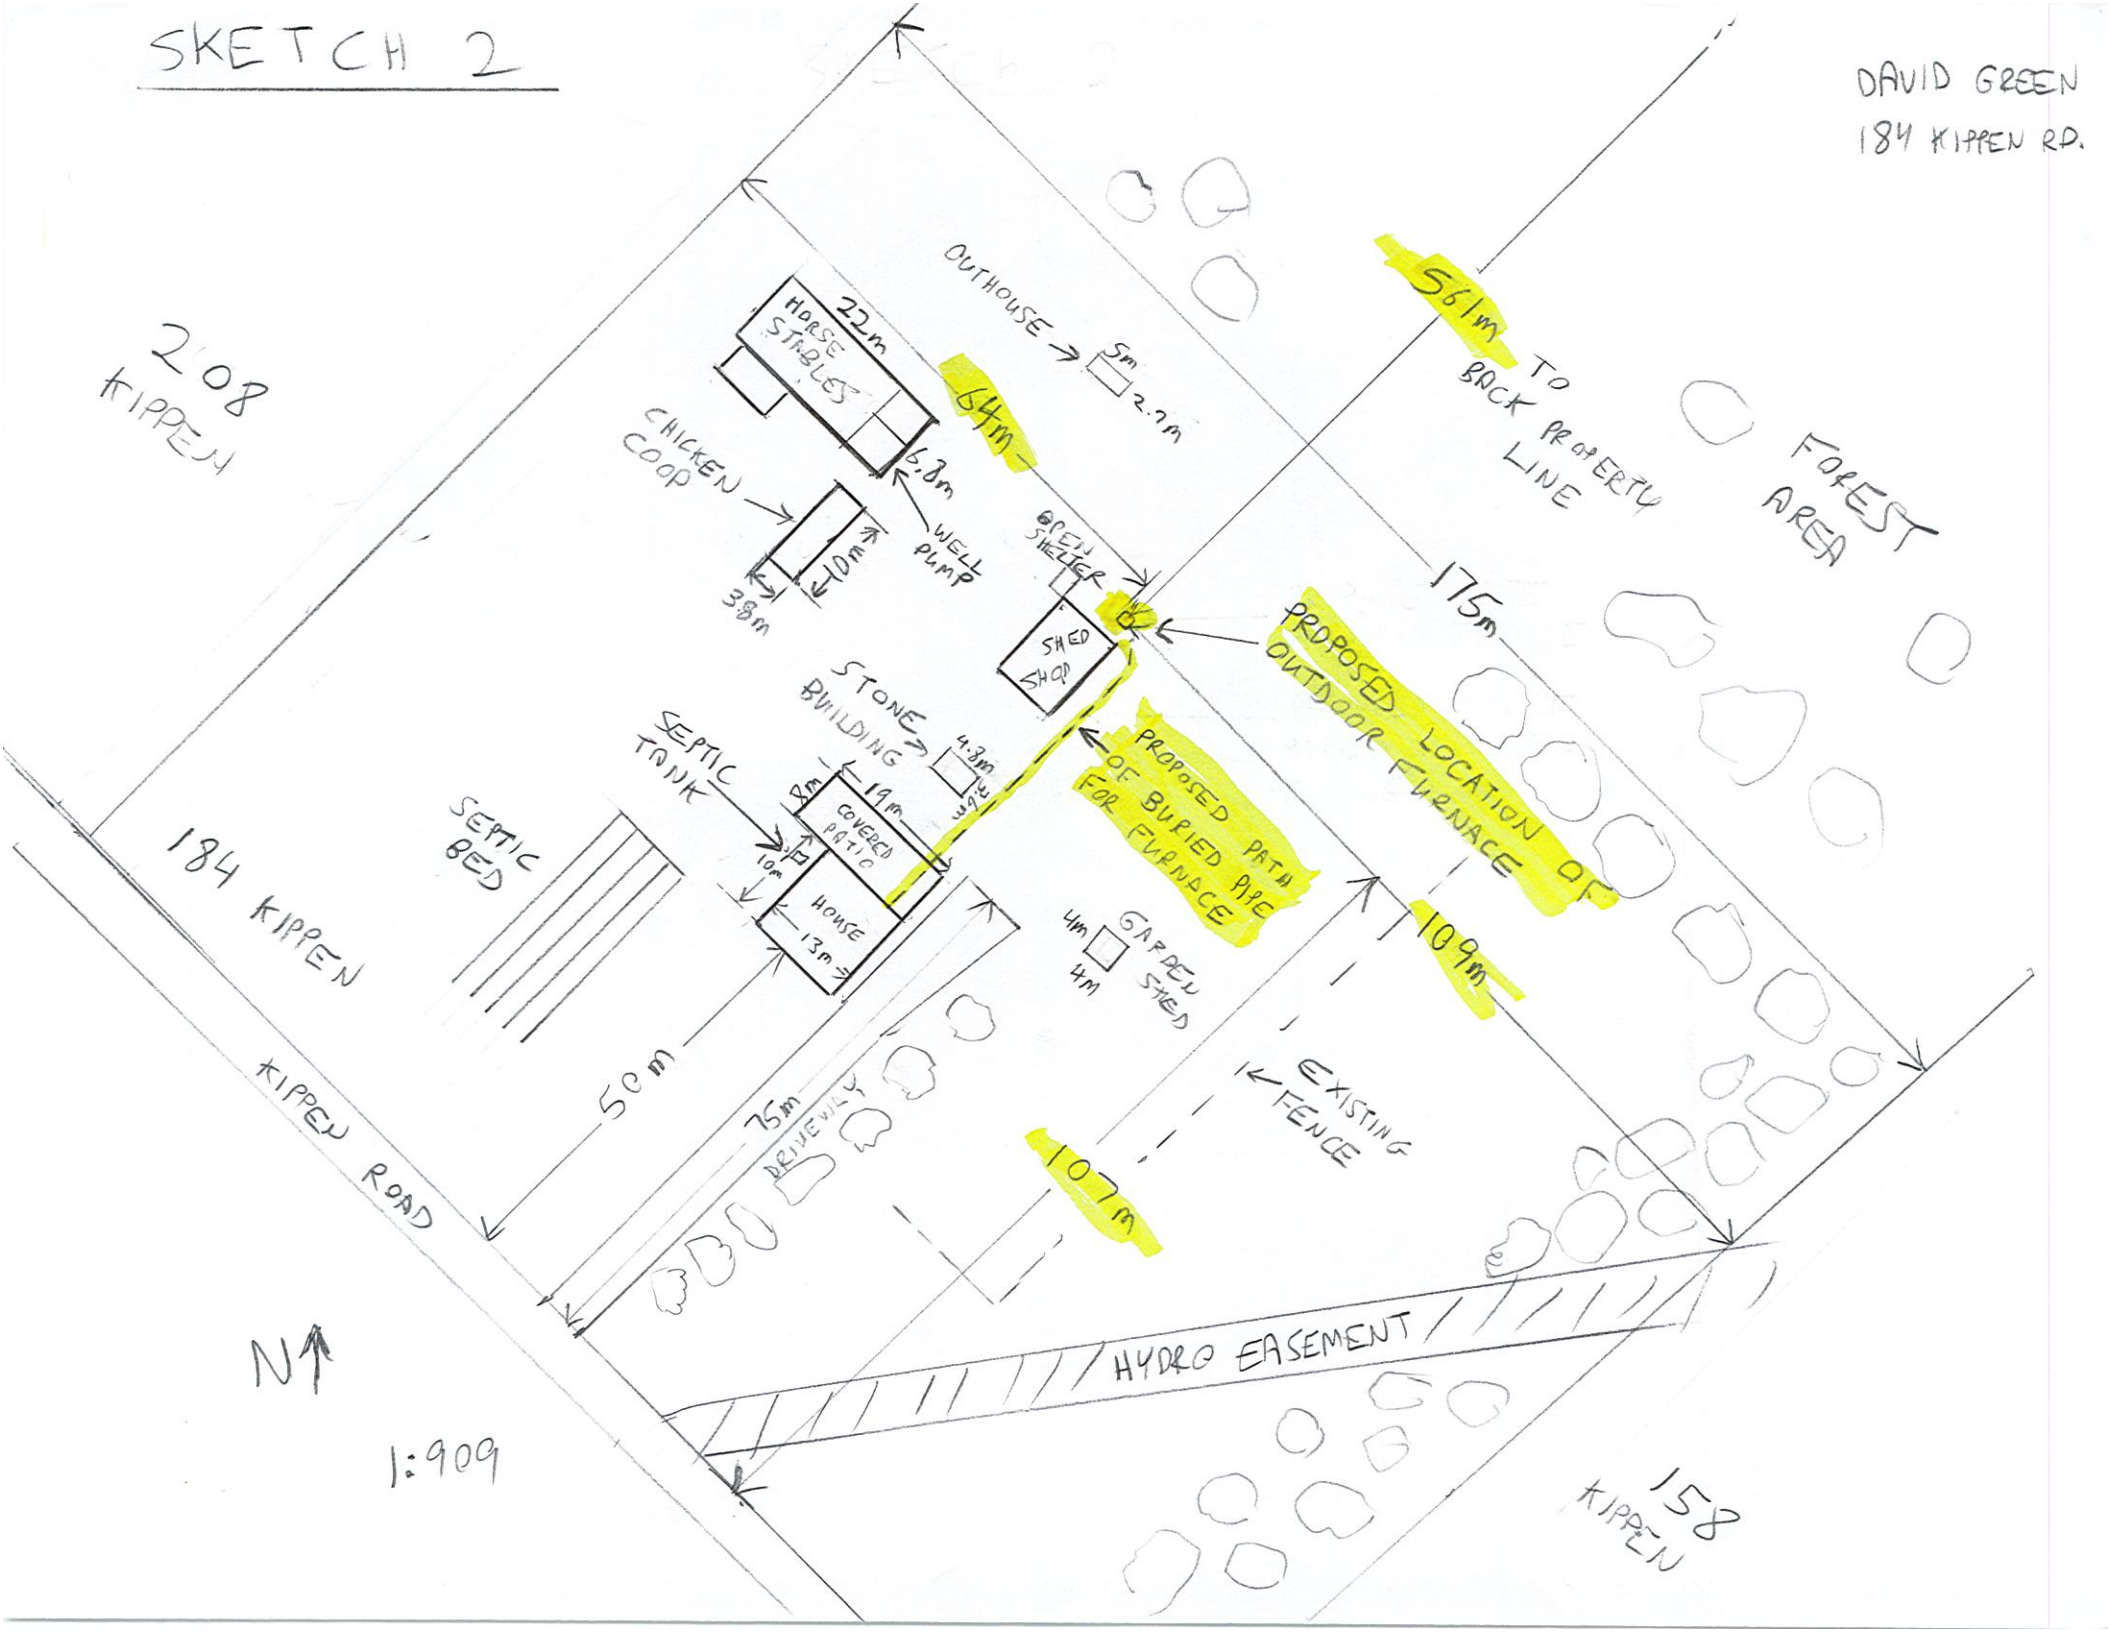 SKETCH 2
DAVID GREEN
184 KIPPEN RD.
208
KIPPEN
OUTHOUSE →
5m
2.7m
HORSE
STABLES
22m
6.8m
64m
561m
TO
BACK PROPERTY
LINE
FOREST
AREA
CHICKEN
COOP
10m
3.8m
WELL
PUMP
OPEN
SHELTER
SHED
SHOP
175m
PROPOSED LOCATION OF
OUTDOOR FURNACE
PROPOSED PATH
OF BURIED PIPE
FOR FURNACE
STONE
BUILDING
4.8m
SEPTIC
TANK
8m
19m
COVERED
PATIO
10m
HOUSE
13m
SEPTIC
BED
184 KIPPEN
50m
75m
DRIVEWAY
4m
4m
GARDEN
SHED
109m
EXISTING
FENCE
107m
KIPPEN ROAD
HYDRO EASEMENT
N↑
1:909
158
KIPPEN